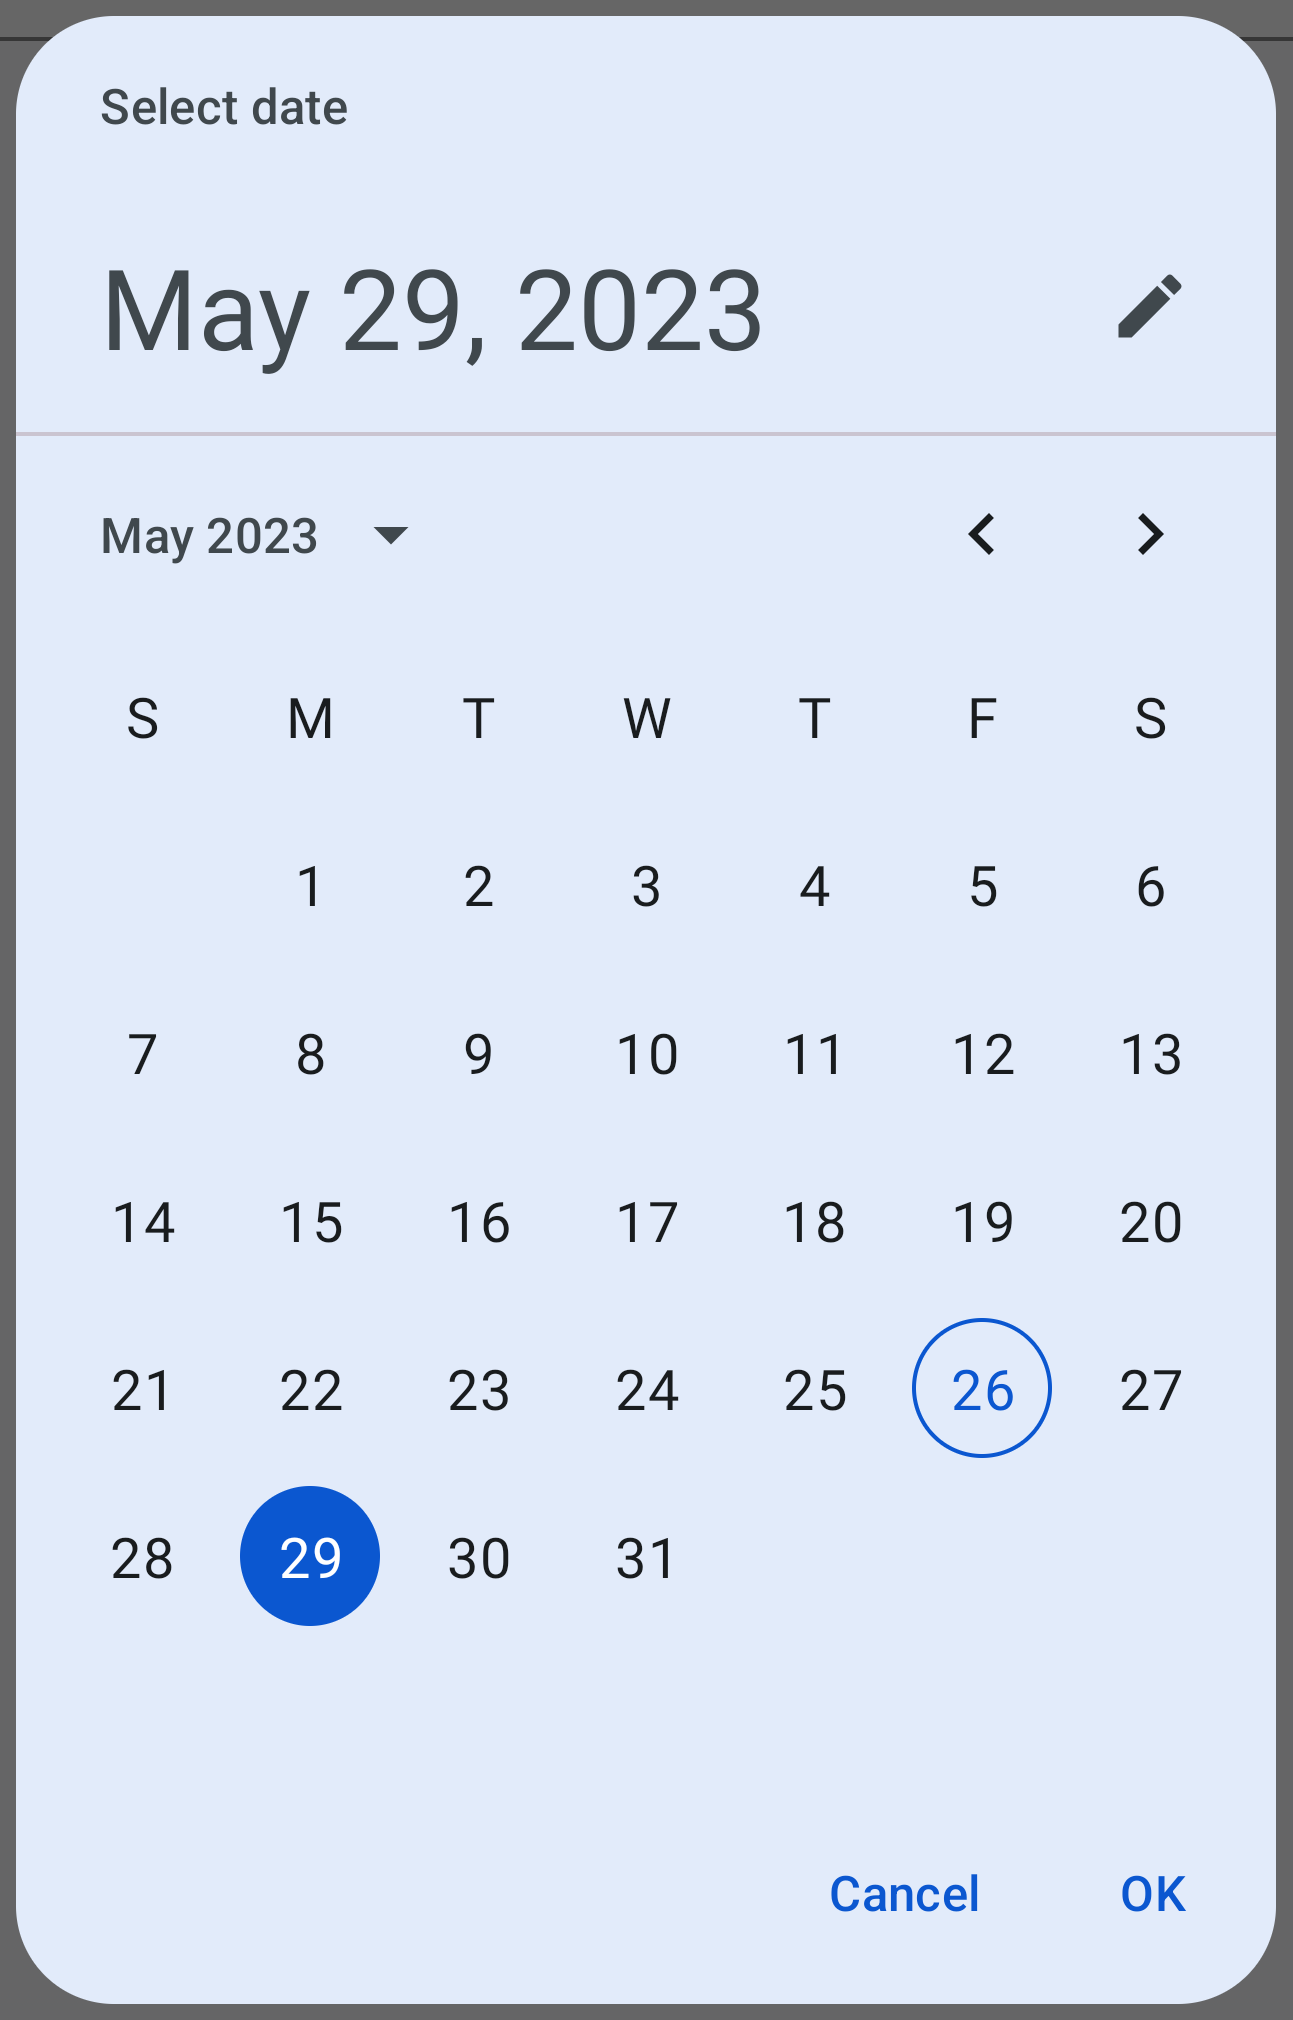 Select date
May 29, 2023
May 2023
S M T W T F S
1 2 3 4 5 6
7 8 9 10 11 12 13
14 15 16 17 18 19 20
21 22 23 24 25 26 27
28 29 30 31
Cancel OK